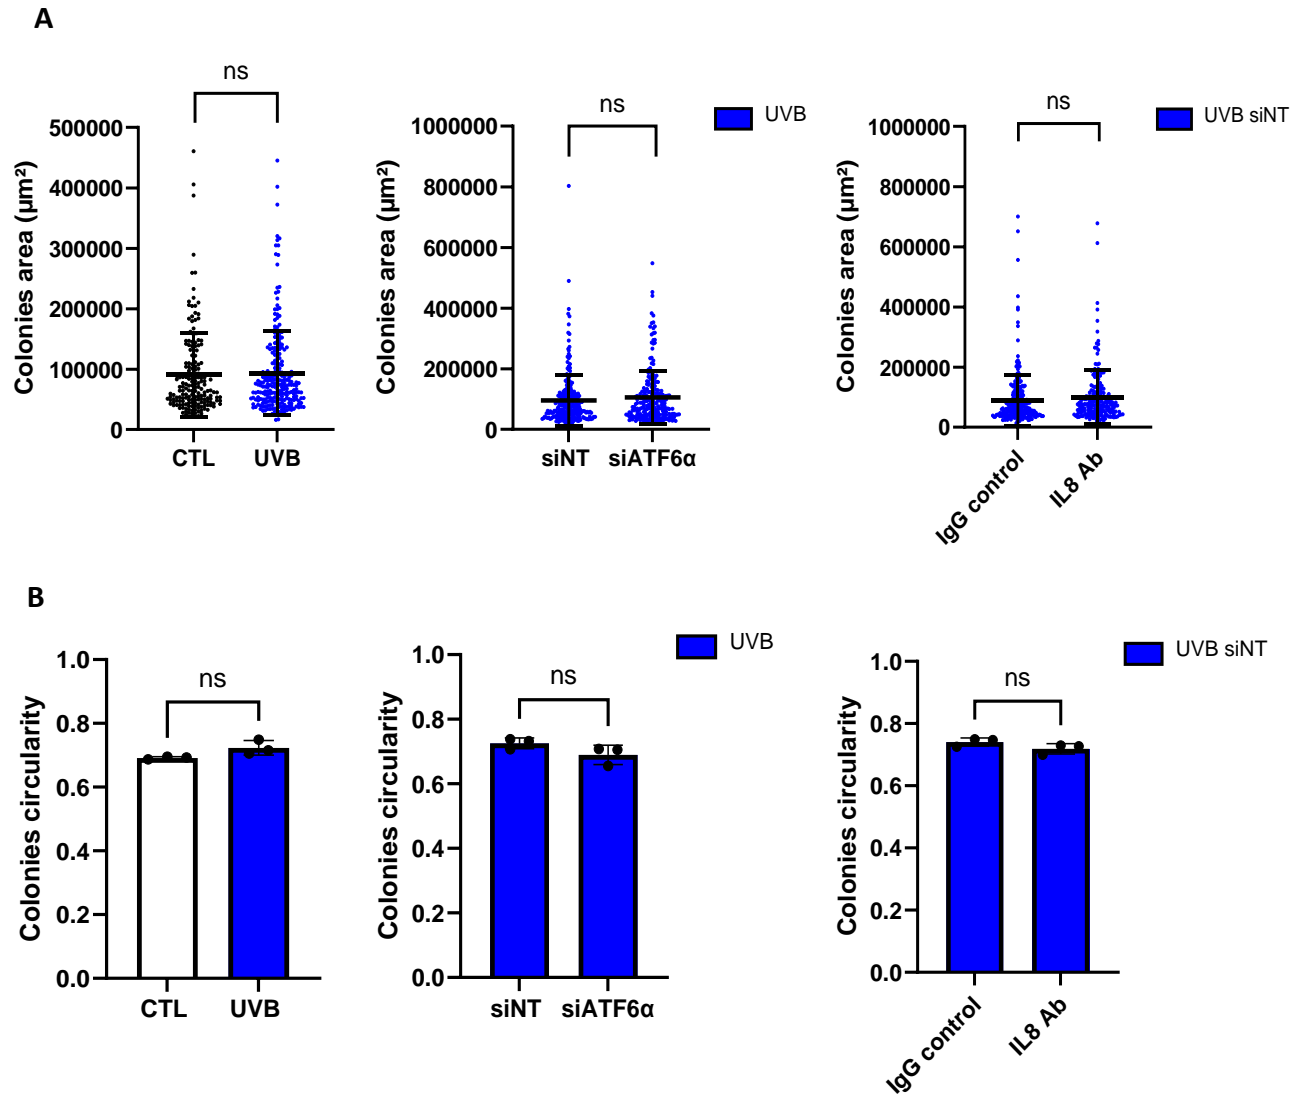 A
ns
500000
400000
300000
200000
100000
0
Colonies area (µm²)
CTL
UVB
ns
UVB
1000000
800000
600000
400000
200000
0
Colonies area (µm²)
siNT
siATF6α
ns
UVB siNT
1000000
800000
600000
400000
200000
0
Colonies area (µm²)
IgG control
IL8 Ab
B
ns
1.0
0.8
0.6
0.4
0.2
0.0
Colonies circularity
CTL
UVB
ns
UVB
1.0
0.8
0.6
0.4
0.2
0.0
Colonies circularity
siNT
siATF6α
ns
UVB siNT
1.0
0.8
0.6
0.4
0.2
0.0
Colonies circularity
IgG control
IL8 Ab